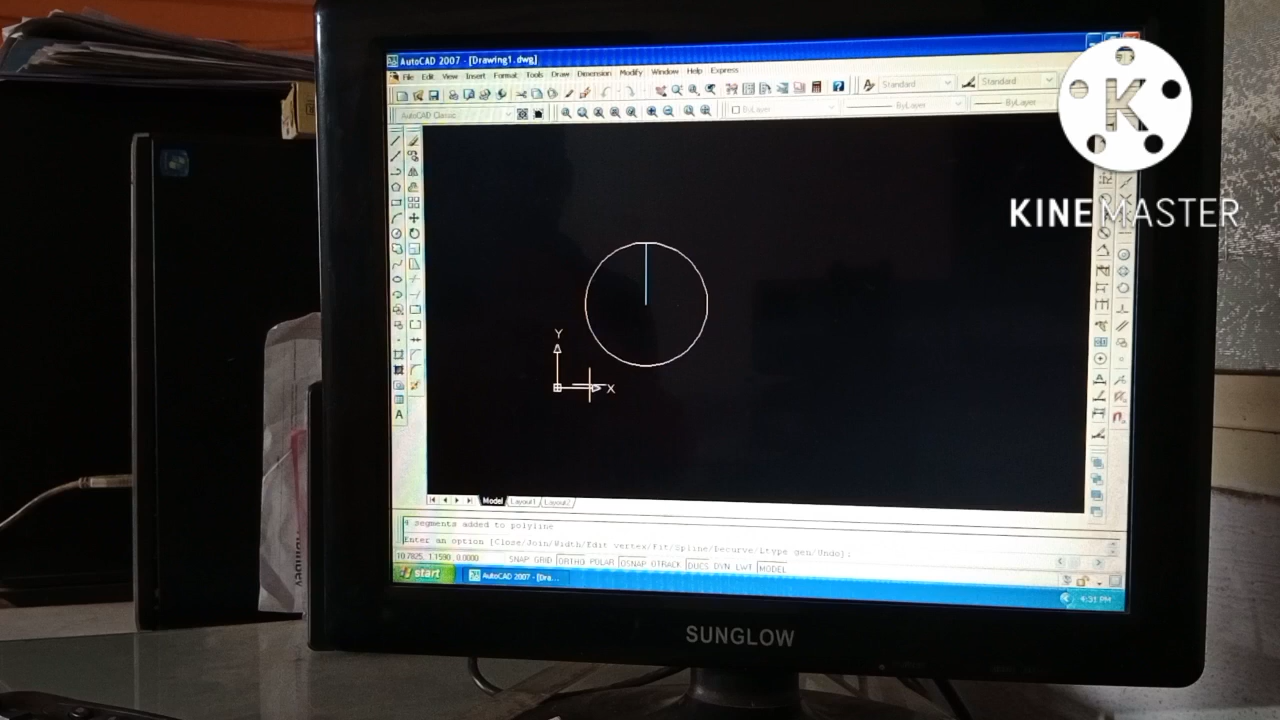 AutoCAD 2007 - [Drawing1.dwg]
File Edit View Insert Format Tools Draw Dimension Modify Window Help Express
Standard Standard
AutoCAD Classic ByLayer ByLayer ByLayer
K
KINEMASTER
Y
X
A
Model Layout1 Layout2
4 segments added to polyline
Enter an option [Close/Join/Width/Edit vertex/Fit/Spline/Decurve/Ltype gen/Undo]:
10.7825, 1.1590, 0.0000 SNAP GRID ORTHO POLAR OSNAP OTRACK DUCS DYN LWT MODEL
start AutoCAD 2007 - [Dra... 4:31 PM
SUNGLOW